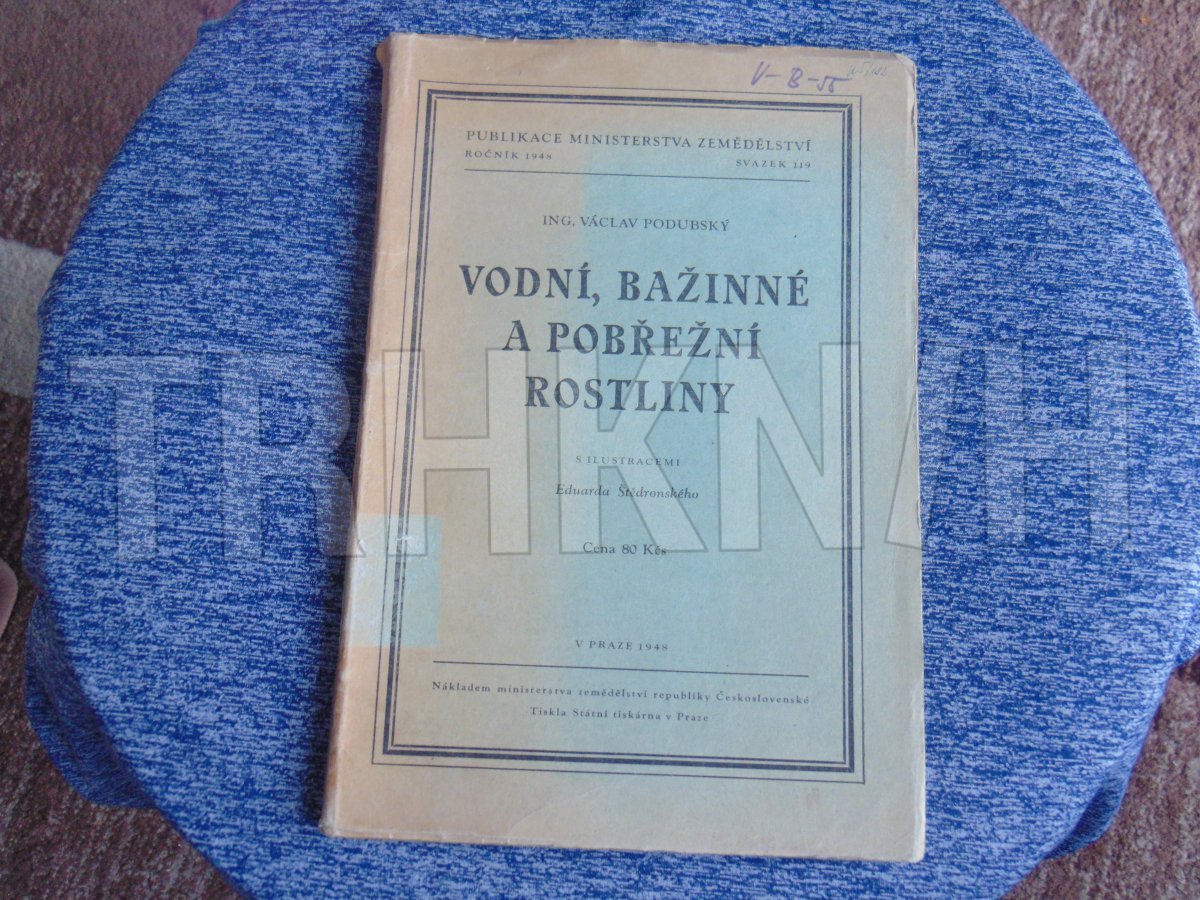 V-B-55
PUBLIKACE MINISTERSTVA ZEMĚDĚLSTVÍ
ROČNÍK 1948 SVAZEK 119
ING. VÁCLAV PODUBSKÝ
VODNÍ, BAŽINNÉ
A POBŘEŽNÍ
ROSTLINY
S ILUSTRACEMI
Eduarda Štědronského
Cena 80 Kčs
V PRAZE 1948
Nákladem ministerstva zemědělství republiky Československé
Tiskla Státní tiskárna v Praze
TRHKNIH